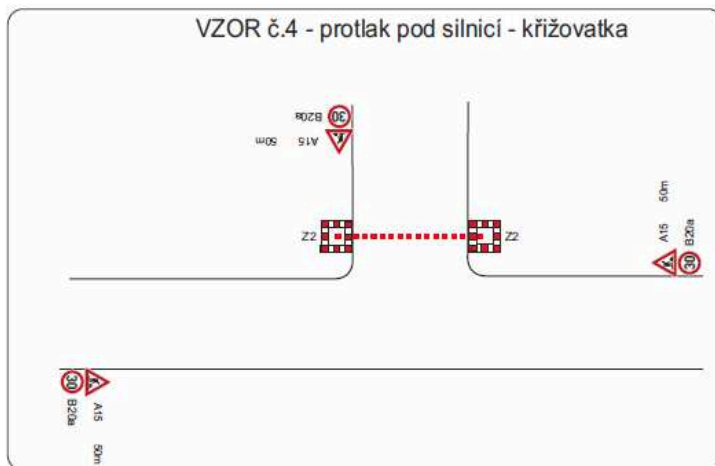 VZOR č.4 - protlak pod silnicí - křižovatka
30
B20a
A15
50m
Z2
Z2
50m
A15
B20a
30
30
B20a
A15
50m